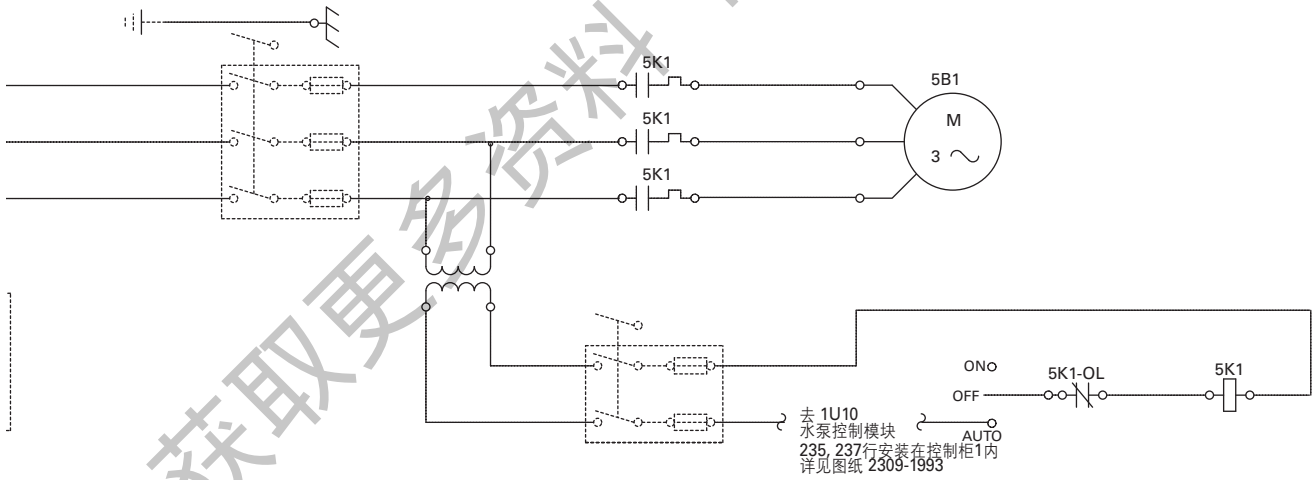 5K1
5B1
M
3
5K1
5K1
ON
OFF
5K1-OL
5K1
AUTO
去 1U10
水泵控制模块
235, 237行安装在控制柜1内
详见图纸 2309-1993
获取更多资料